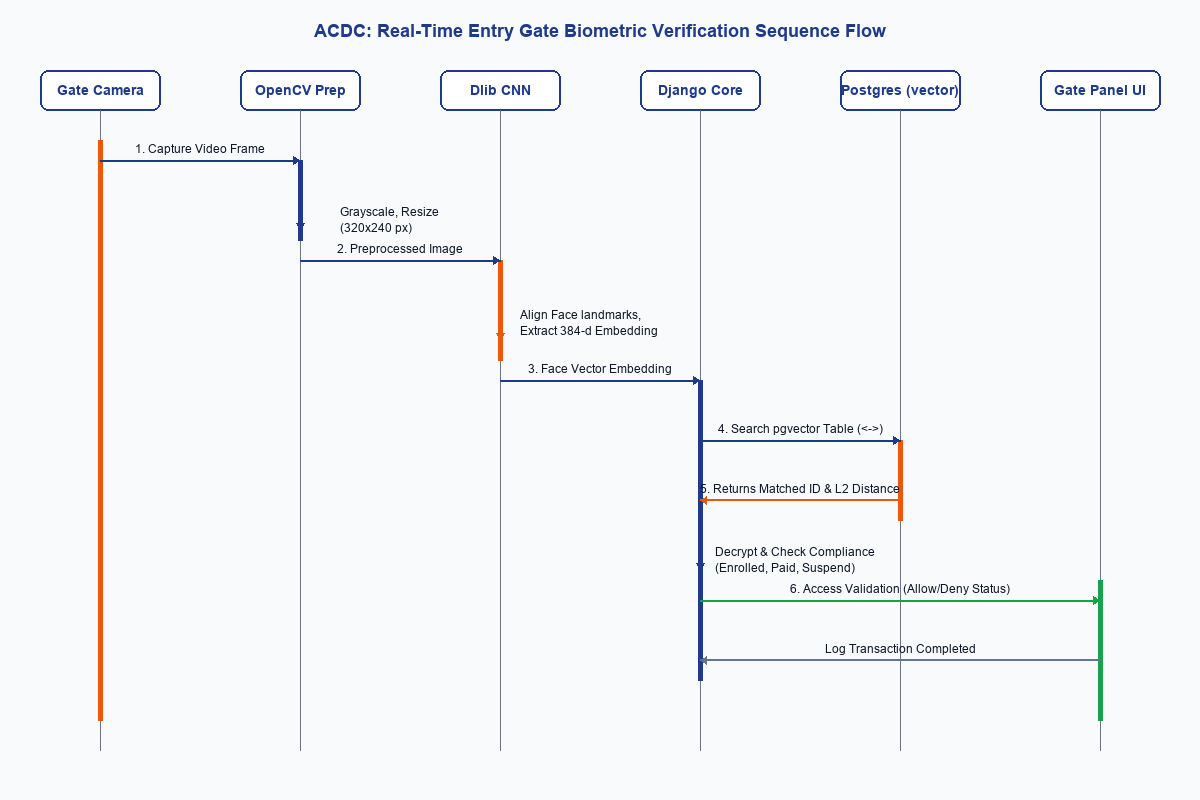 ACDC: Real-Time Entry Gate Biometric Verification Sequence Flow
Gate Camera
OpenCV Prep
Dlib CNN
Django Core
Postgres (vector)
Gate Panel UI
1. Capture Video Frame
Grayscale, Resize
(320x240 px)
2. Preprocessed Image
Align Face landmarks,
Extract 384-d Embedding
3. Face Vector Embedding
4. Search pgvector Table (<->)
5. Returns Matched ID & L2 Distance
Decrypt & Check Compliance
(Enrolled, Paid, Suspend)
6. Access Validation (Allow/Deny Status)
Log Transaction Completed